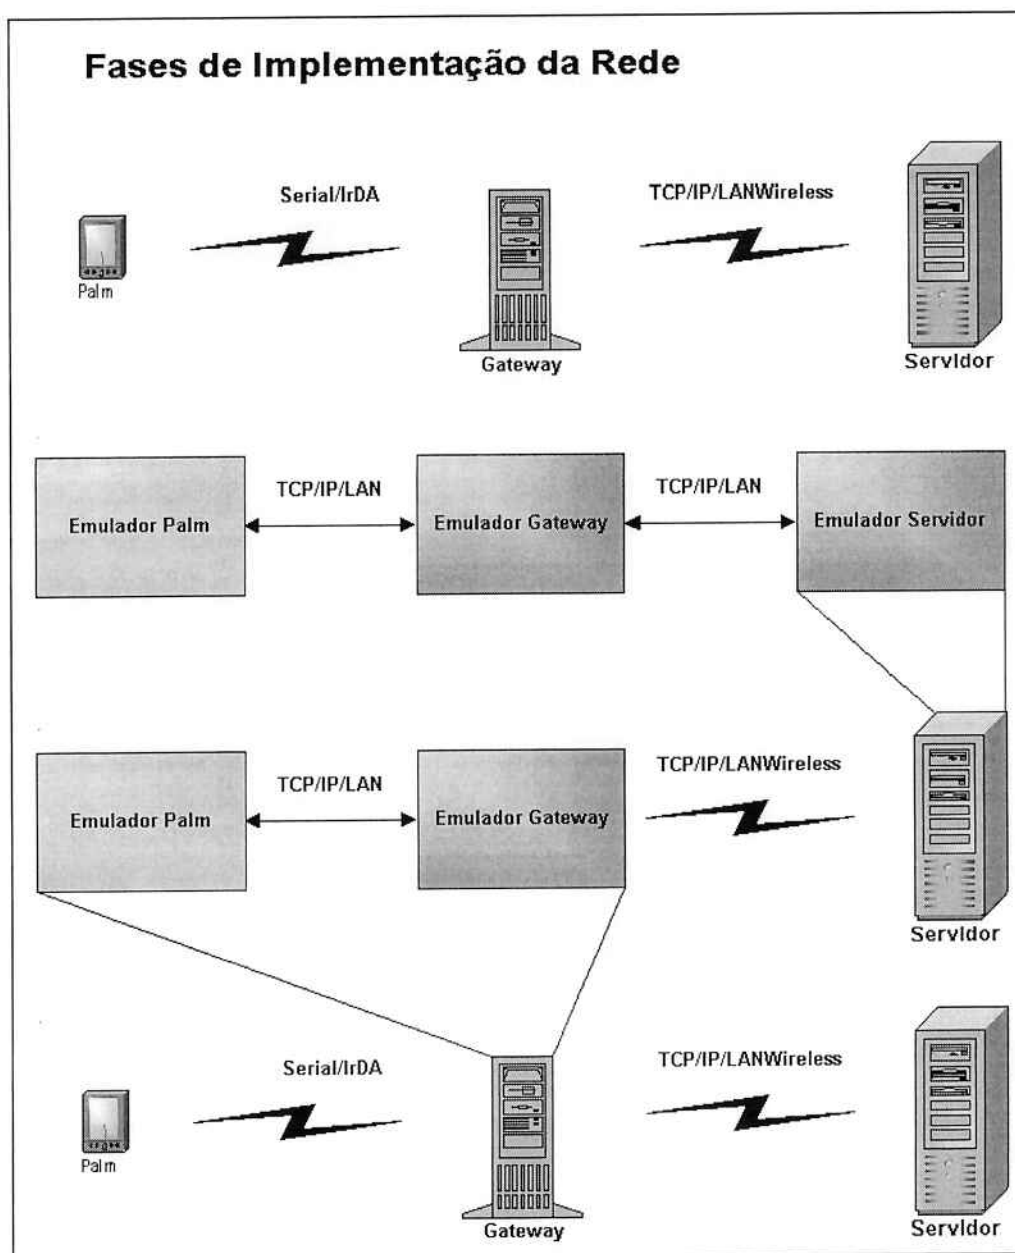 Fases de Implementação da Rede
Serial/IrDA
TCP/IP/LANWireless
Palm
Gateway
Servidor
TCP/IP/LAN
TCP/IP/LAN
Emulador Palm
Emulador Gateway
Emulador Servidor
TCP/IP/LAN
TCP/IP/LANWireless
Emulador Palm
Emulador Gateway
Servidor
Serial/IrDA
TCP/IP/LANWireless
Palm
Gateway
Servidor